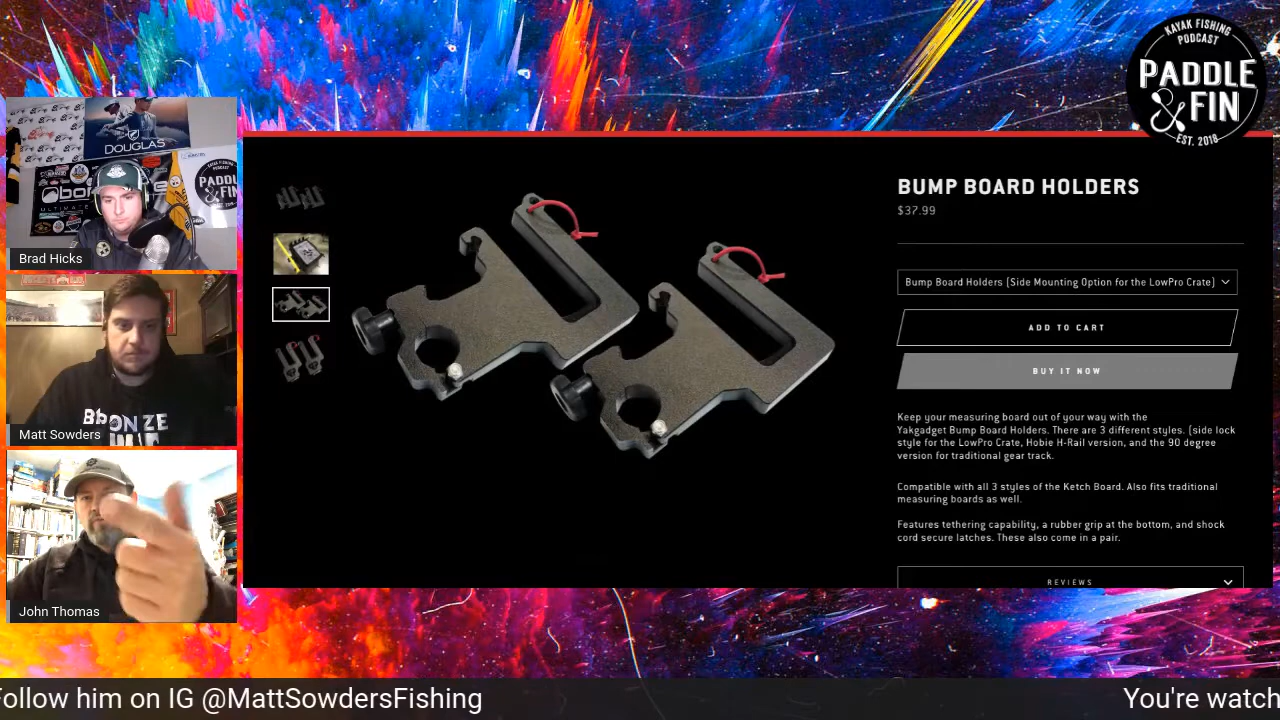 KAYAK FISHING
PODCAST
PADDLE
& FIN
EST. 2018
DOUGLAS
PADDLE
& FIN
Brad Hicks
BRONZE
Matt Sowders
John Thomas
BUMP BOARD HOLDERS
$37.99
Bump Board Holders (Side Mounting Option for the LowPro Crate)
ADD TO CART
BUY IT NOW
Keep your measuring board out of your way with the
Yakgadget Bump Board Holders. There are 3 different styles. (side lock
style for the LowPro Crate, Hobie H-Rail version, and the 90 degree
version for traditional gear track.
Compatible with all 3 styles of the Ketch Board. Also fits traditional
measuring boards as well.
Features tethering capability, a rubber grip at the bottom, and shock
cord secure latches. These also come in a pair.
REVIEWS
Follow him on IG @MattSowdersFishing
You're watch